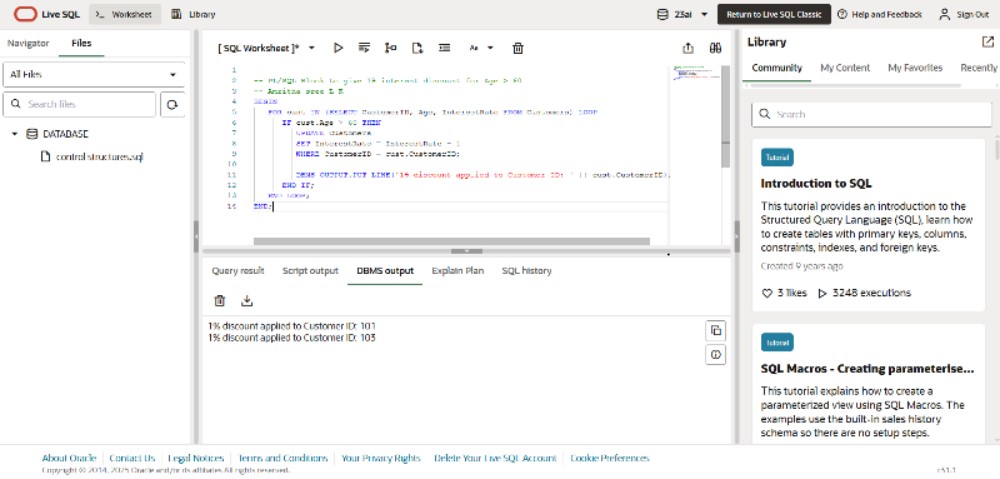 Live SQL
Worksheet
Library
23ai
Return to Live SQL Classic
Help and Feedback
Sign Out
Navigator
Files
All Files
Search files
DATABASE
control structures.sql
[ SQL Worksheet ]*
Aa
1
2 -- PL/SQL Block to give 1% interest discount for Age > 60
3 -- Amritha sree
4 BEGIN
5 FOR cust IN (SELECT CustomerID, Age, InterestRate FROM Customers) LOOP
6 IF cust.Age > 60 THEN
7 UPDATE Customers
8 SET InterestRate = InterestRate - 1
9 WHERE CustomerID = cust.CustomerID;
10
11 DBMS_OUTPUT.PUT_LINE('1% discount applied to Customer ID: ' || cust.CustomerID)
12 END IF;
13 END LOOP;
14 END;
Query result
Script output
DBMS output
Explain Plan
SQL history
1% discount applied to Customer ID: 101
1% discount applied to Customer ID: 103
Library
Community
My Content
My Favorites
Recently
Search
Tutorial
Introduction to SQL
This tutorial provides an introduction to the
Structured Query Language (SQL), learn how
to create tables with primary keys, columns,
constraints, indexes, and foreign keys.
Created 9 years ago
3 likes
3248 executions
Tutorial
SQL Macros - Creating parameterise...
This tutorial explains how to create a
parameterized view using SQL Macros. The
examples use the built-in sales history
schema so there are no setup steps.
About Oracle
Contact Us
Legal Notices
Terms and Conditions
Your Privacy Rights
Delete Your Live SQL Account
Cookie Preferences
Copyright © 2014, 2025 Oracle and/or its affiliates All rights reserved.